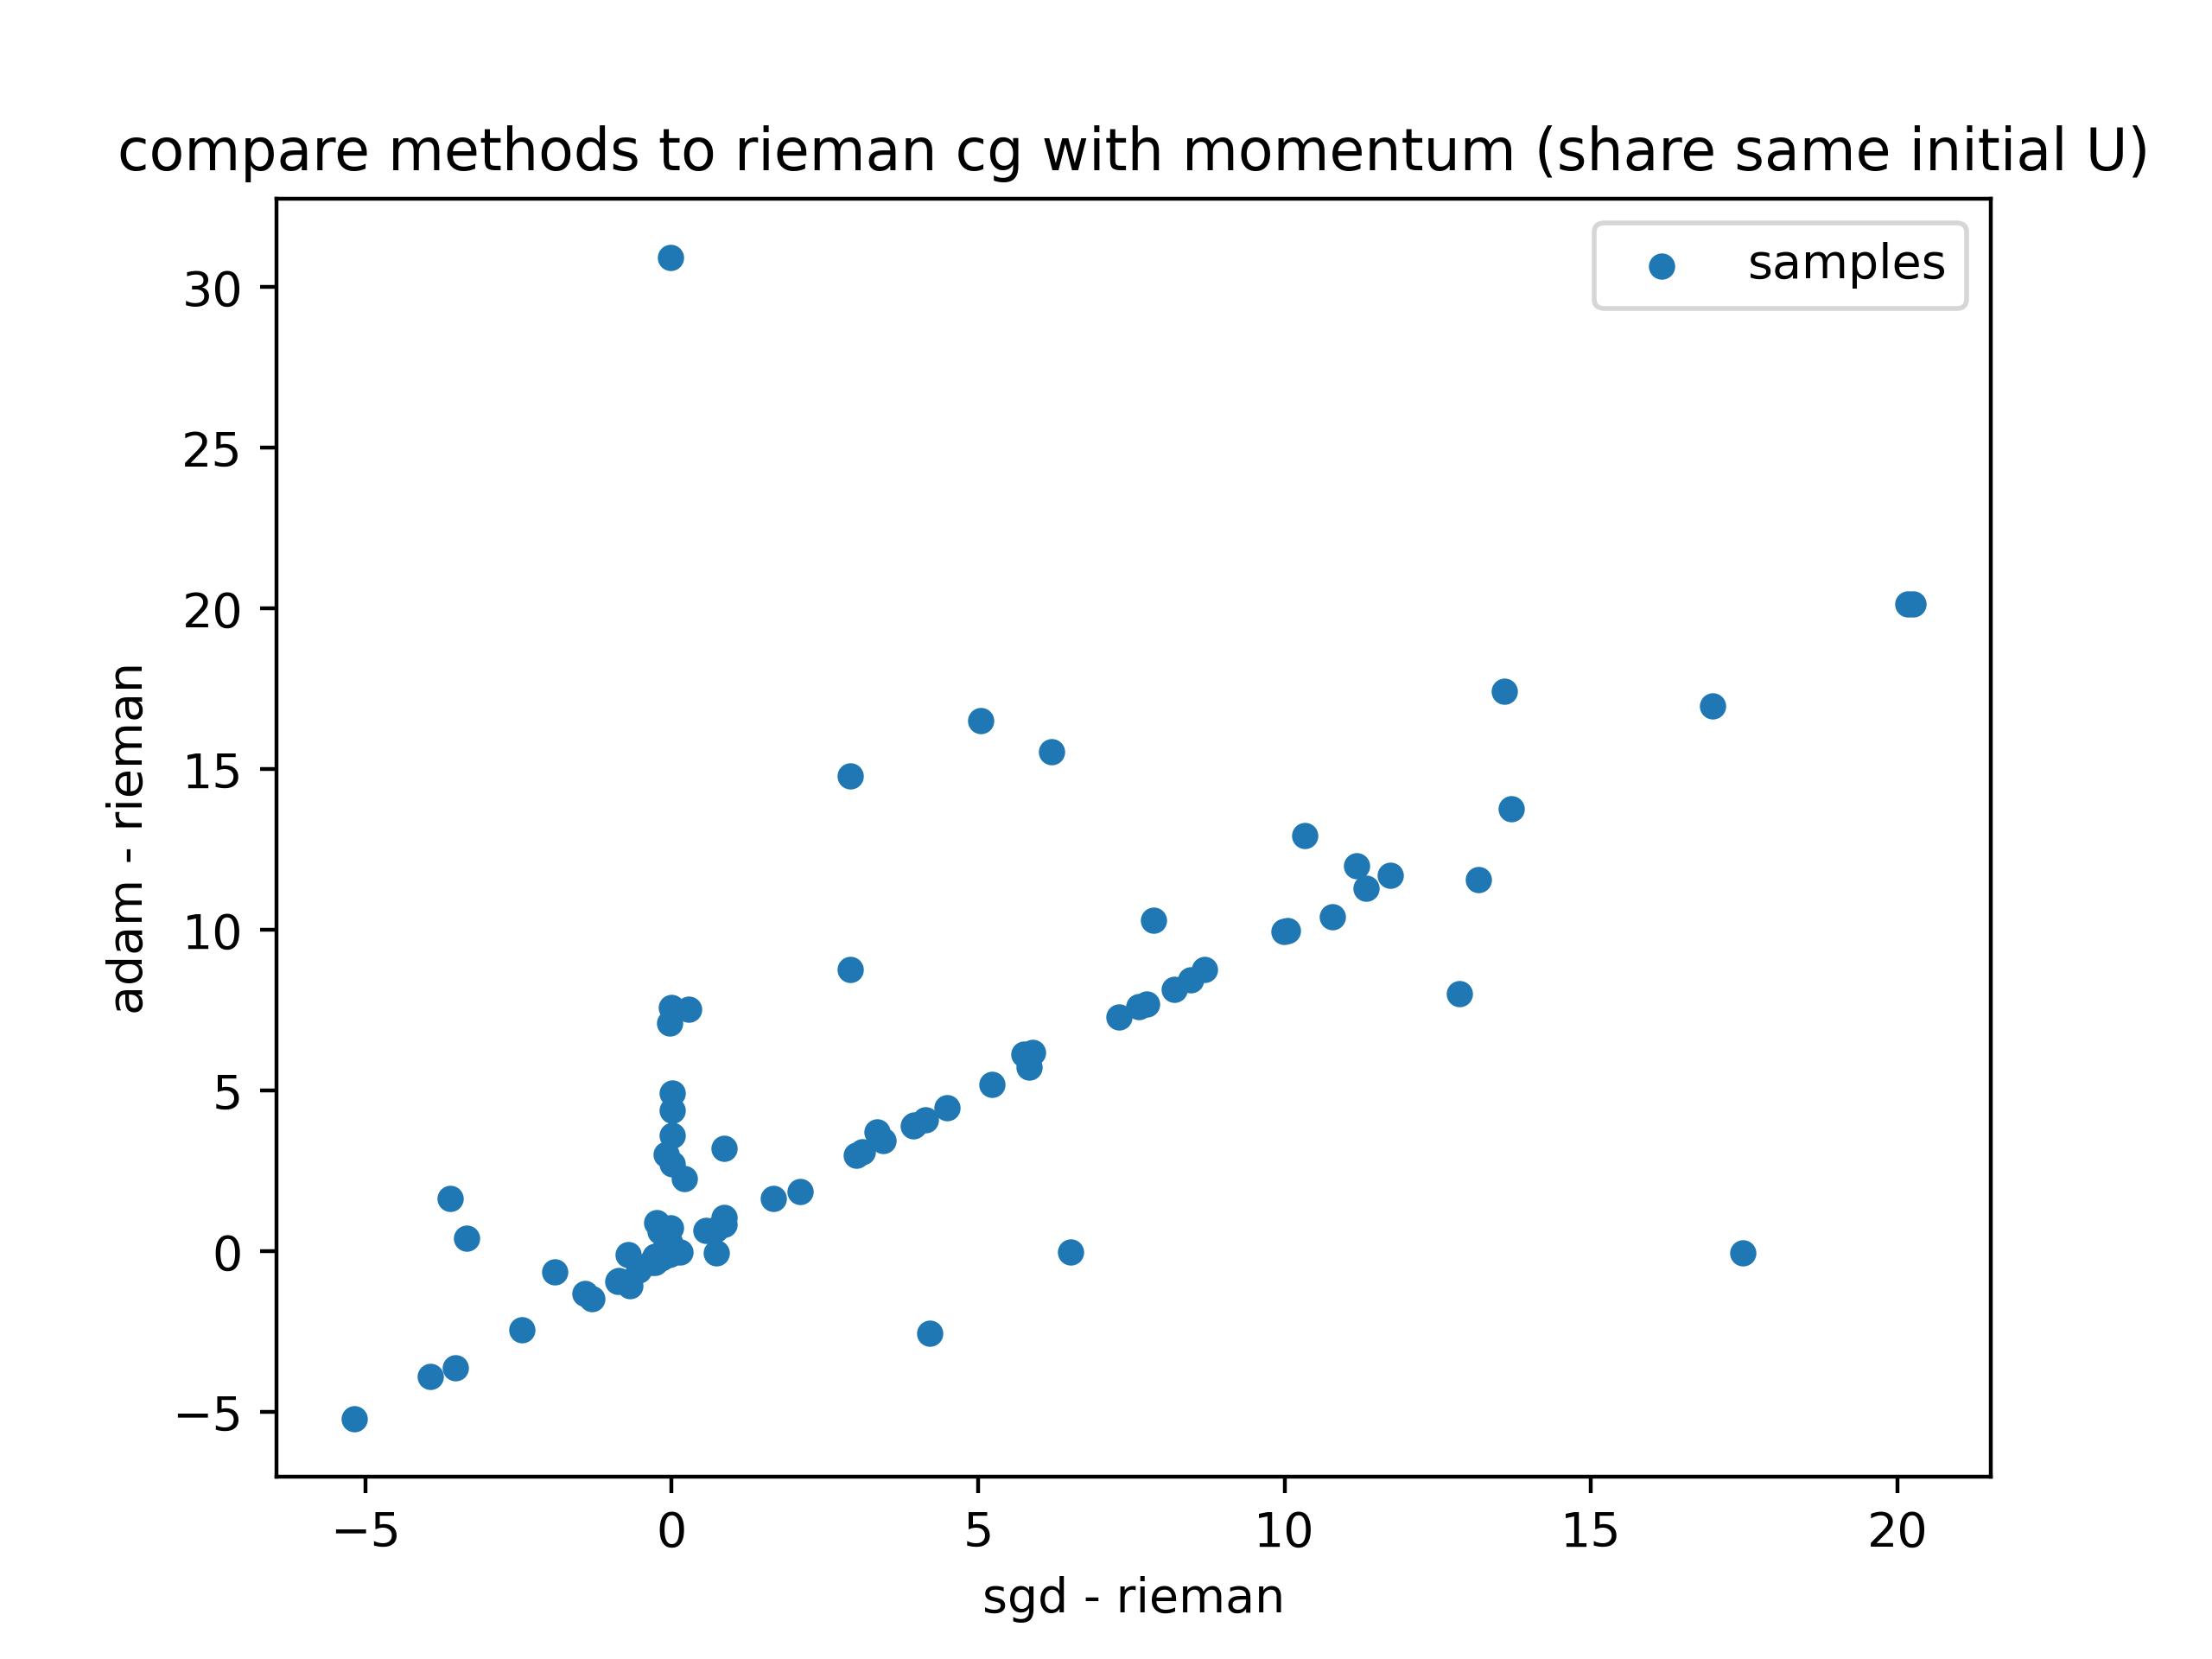 compare methods to rieman cg with momentum (share same initial U)
samples
30
25
20
15
10
5
0
−5
adam - rieman
−5 0 5 10 15 20
sgd - rieman